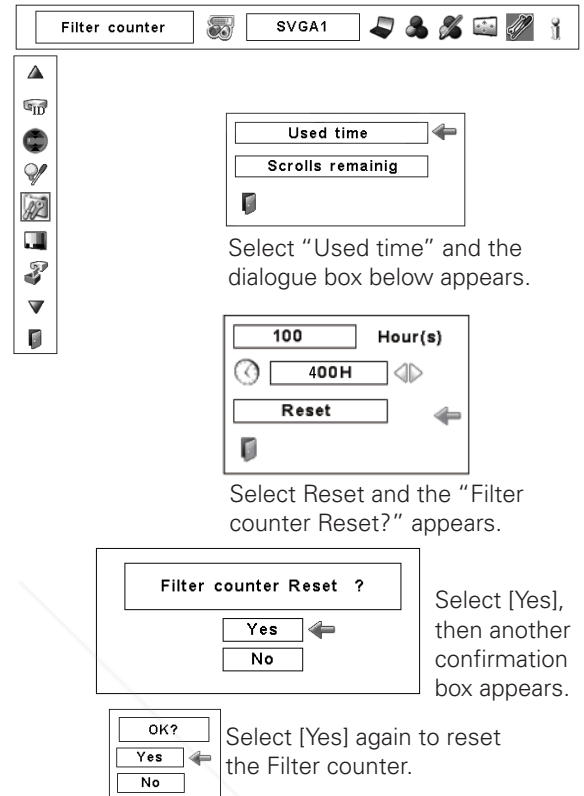 Filter counter
SVGA1
ID
Used time
Scrolls remainig
Select “Used time” and the
dialogue box below appears.
100 Hour(s)
400H
Reset
Select Reset and the “Filter
counter Reset?” appears.
Filter counter Reset ?
Yes
No
Select [Yes],
then another
confirmation
box appears.
OK?
Yes
No
Select [Yes] again to reset
the Filter counter.